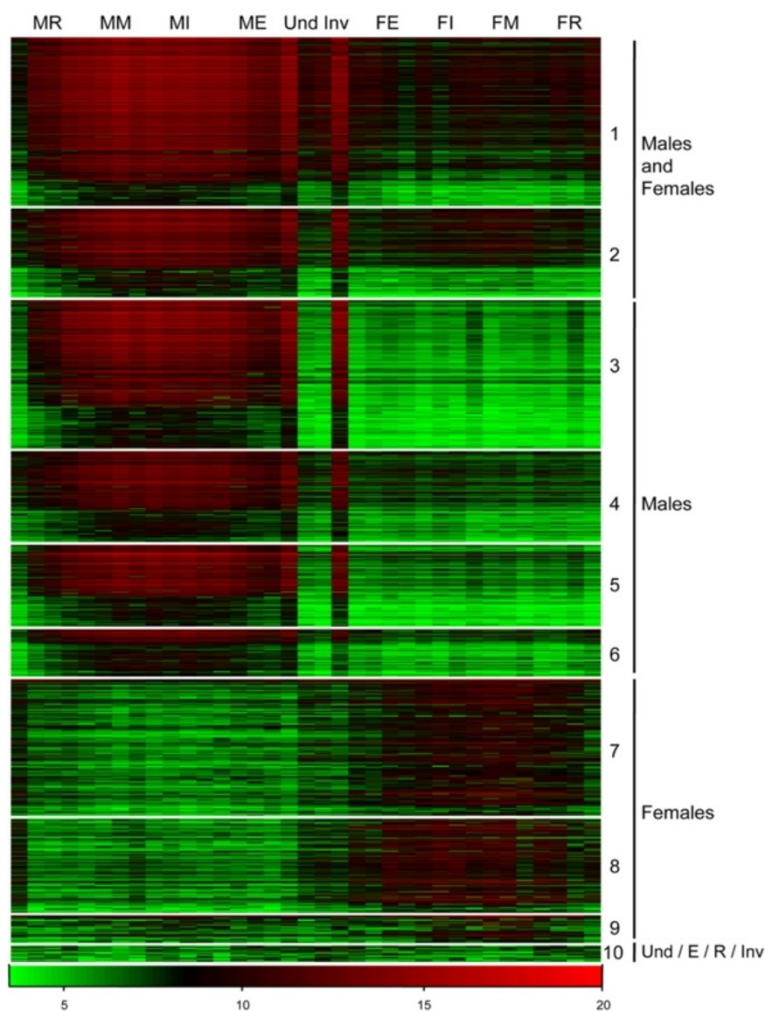 MR MM MI ME Und Inv FE FI FM FR
1
Males
and
Females
2
3
4 Males
5
6
7
Females
8
9
10 Und / E / R / Inv
5 10 15 20